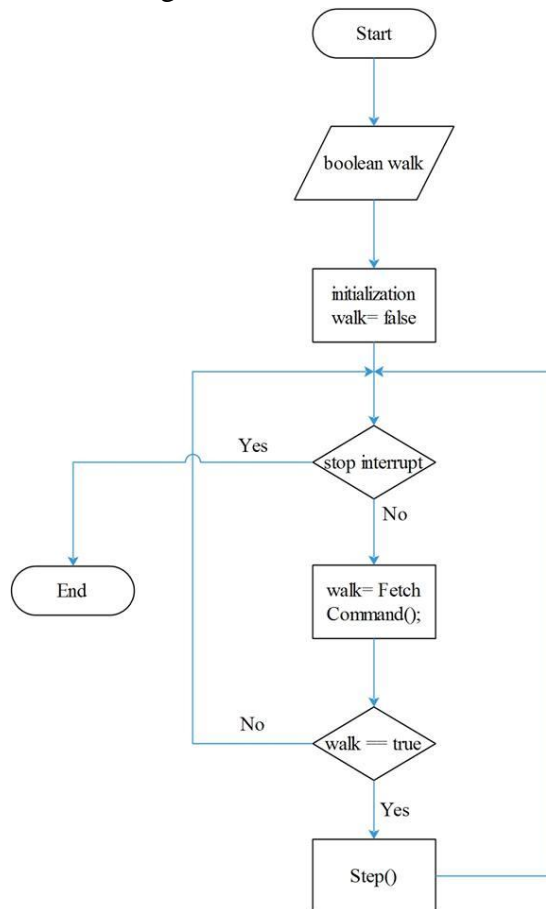 Start
boolean walk
initialization
walk= false
Yes
stop interrupt
No
End
walk= Fetch
Command();
No
walk == true
Yes
Step()